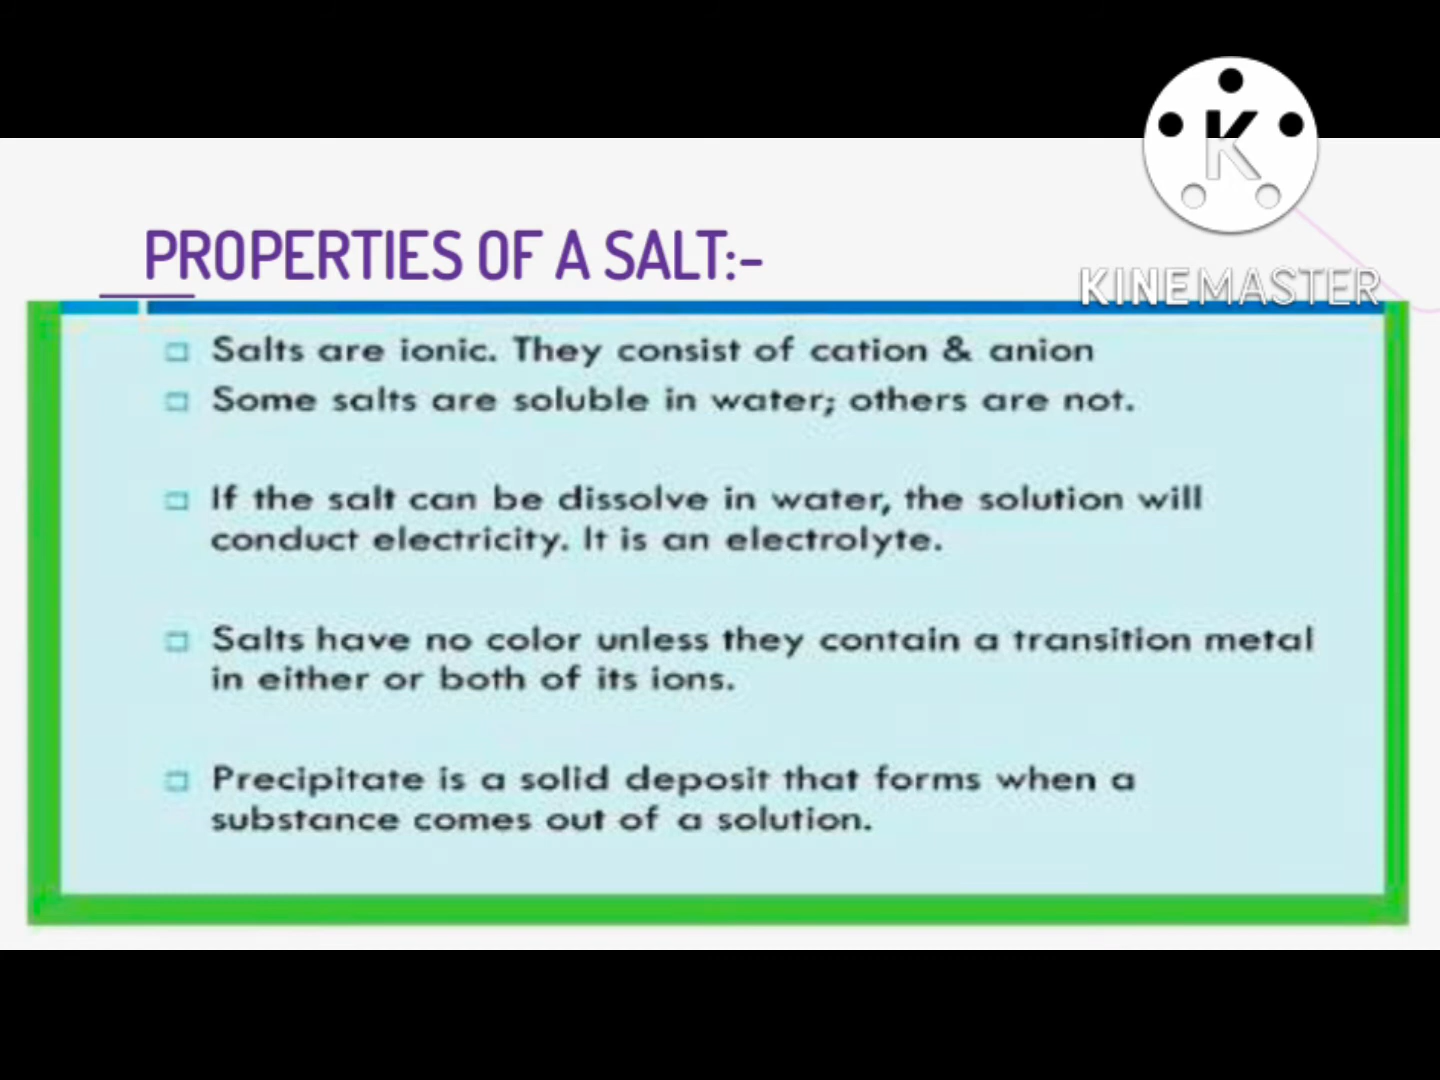 K
KINEMASTER
PROPERTIES OF A SALT:-
Salts are ionic. They consist of cation & anion
Some salts are soluble in water; others are not.
If the salt can be dissolve in water, the solution will
conduct electricity. It is an electrolyte.
Salts have no color unless they contain a transition metal
in either or both of its ions.
Precipitate is a solid deposit that forms when a
substance comes out of a solution.